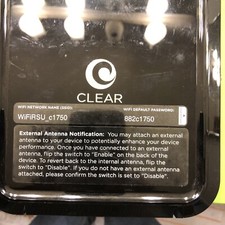 CLEAR
WIFI NETWORK NAME (SSID): WIFI DEFAULT PASSWORD:
WiFiRSU_c1750 882c1750
External Antenna Notification: You may attach an external
antenna to your device to potentially enhance your device
performance. Once you have connected to an external
antenna, flip the switch to "Enable" on the back of the
device. To revert back to the internal antenna, flip the
switch to "Disable". If you do not have an external antenna
attached, please confirm the switch is set to "Disable".